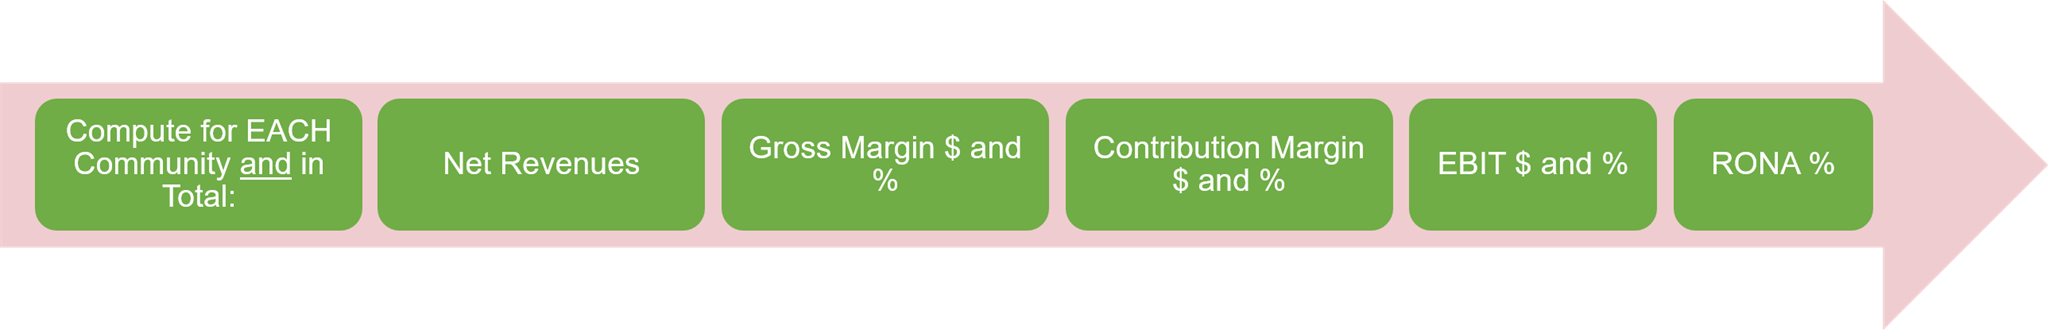 Compute for EACH
Community and in
Total:
Net Revenues
Gross Margin $ and
%
Contribution Margin
$ and %
EBIT $ and %
RONA %